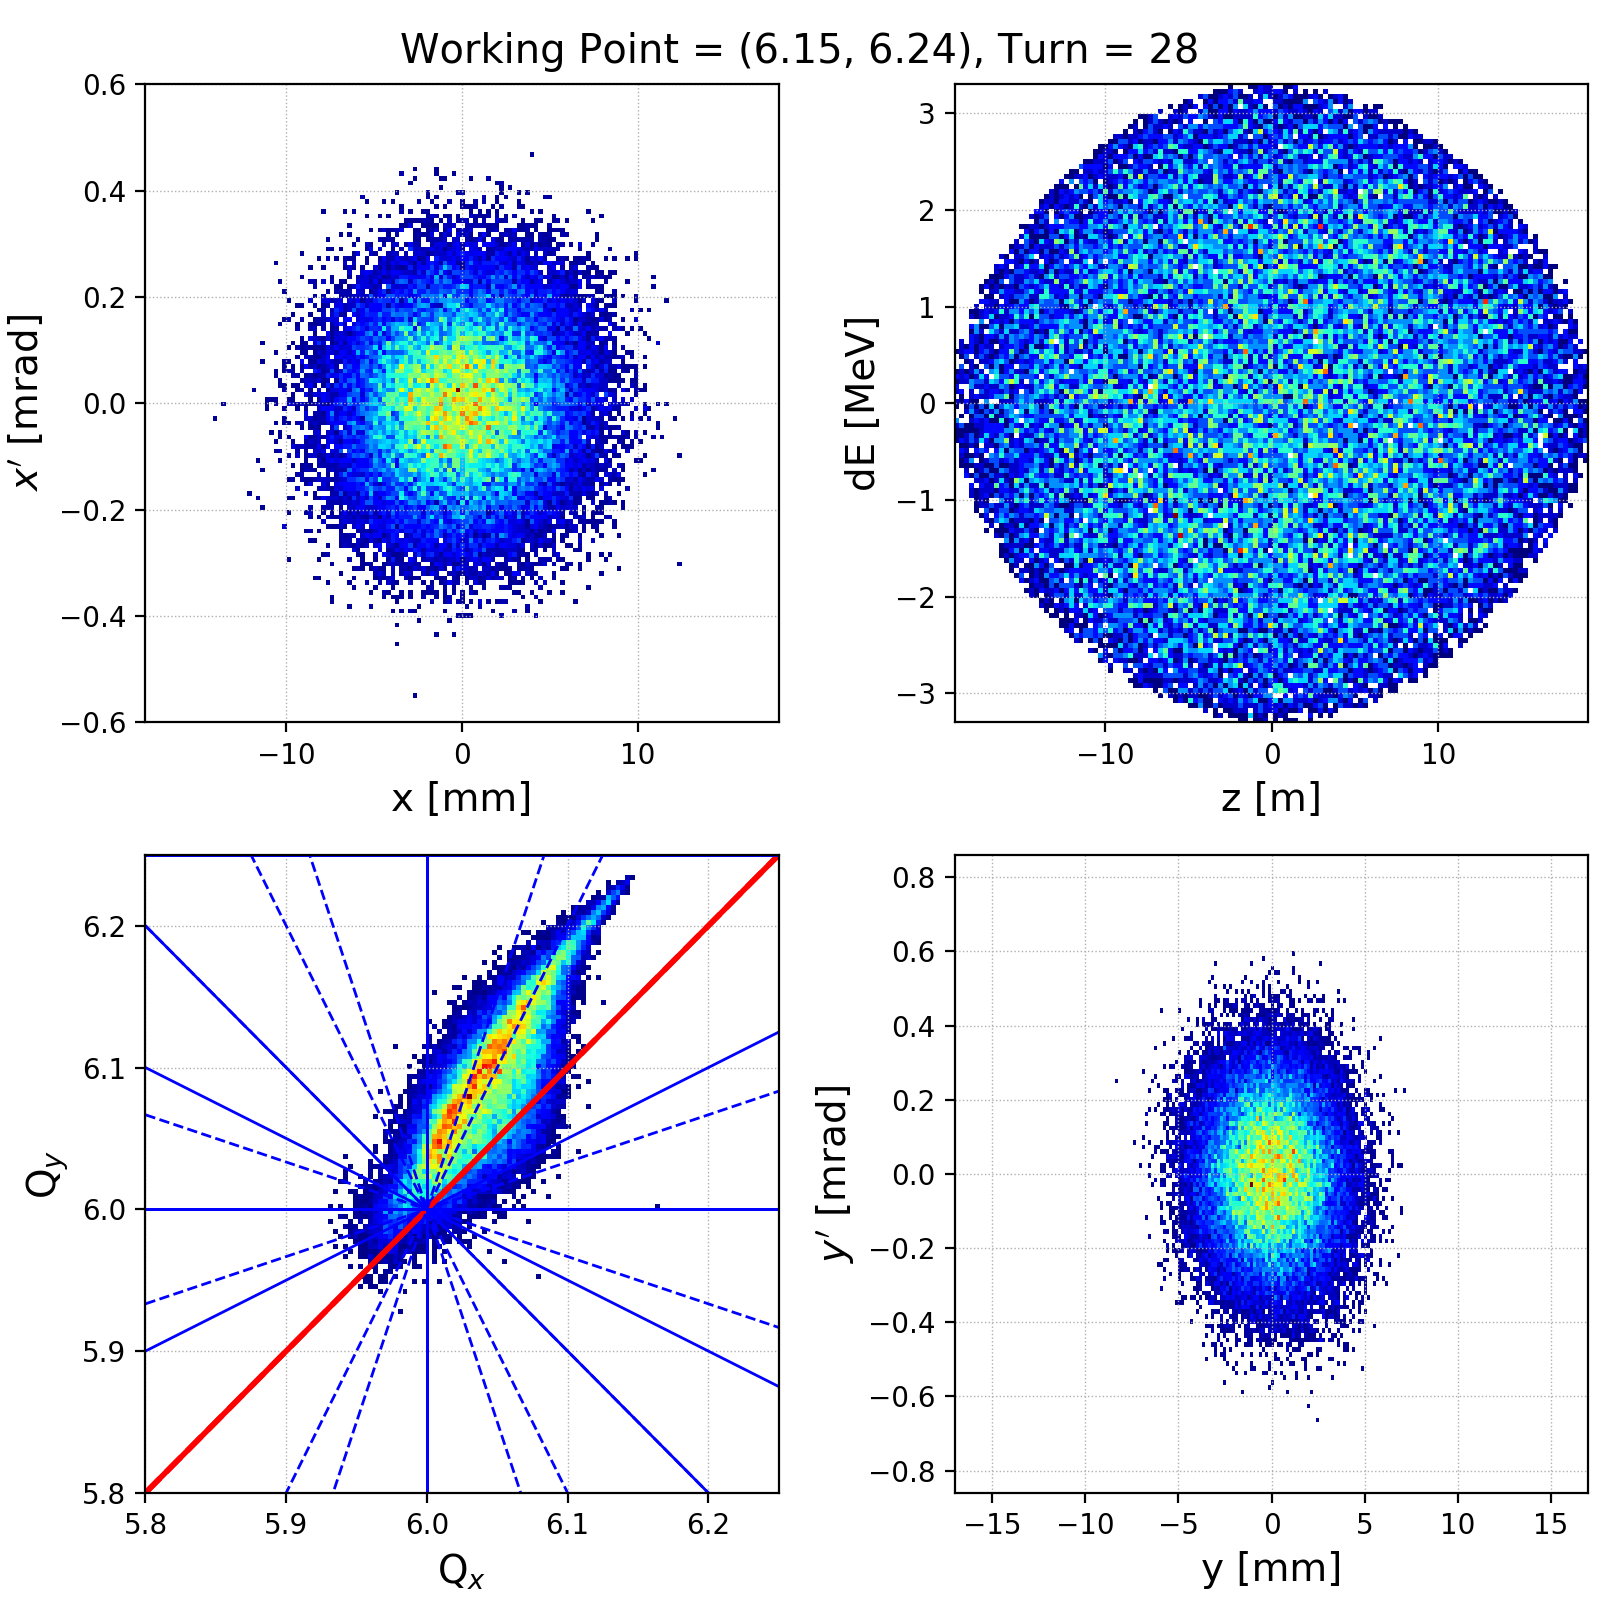 Working Point = (6.15, 6.24), Turn = 28
0.6
0.4
0.2
0.0
−0.2
−0.4
−0.6
x′ [mrad]
−10 0 10
x [mm]
3
2
1
0
−1
−2
−3
dE [MeV]
−10 0 10
z [m]
6.2
6.1
6.0
5.9
5.8
Qy
5.8 5.9 6.0 6.1 6.2
Qx
0.8
0.6
0.4
0.2
0.0
−0.2
−0.4
−0.6
−0.8
y′ [mrad]
−15 −10 −5 0 5 10 15
y [mm]